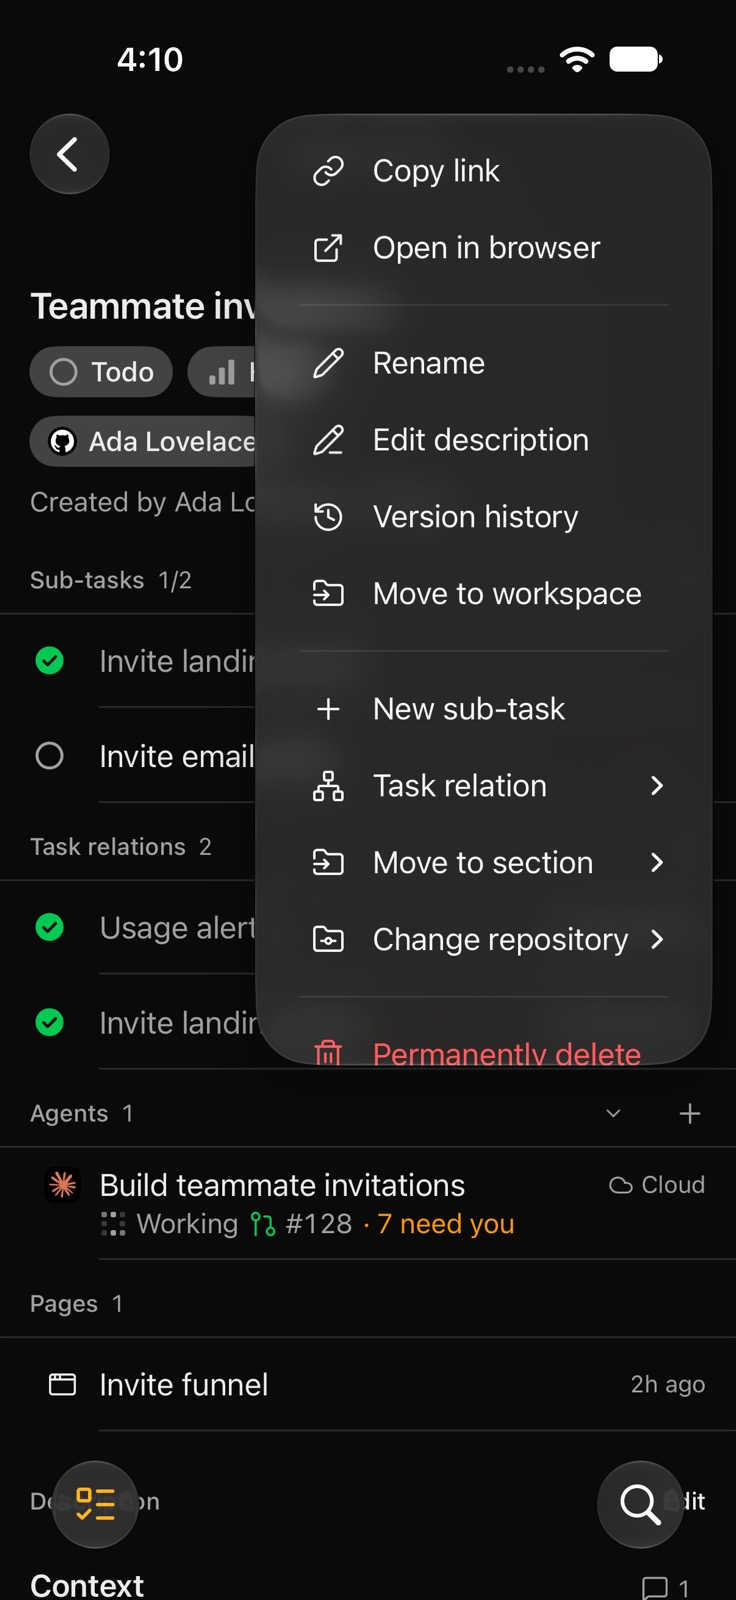 4:10
Copy link
Open in browser
Teammate inv
Rename
Todo
Edit description
Ada Lovelace
Created by Ada Lo
Version history
Sub-tasks 1/2
Move to workspace
Invite landin
New sub-task
Invite email
Task relation
Task relations 2
Move to section
Usage alert
Change repository
Invite landin
Permanently delete
Agents 1
Build teammate invitations
Cloud
Working #128 · 7 need you
Pages 1
Invite funnel
2h ago
Context
1